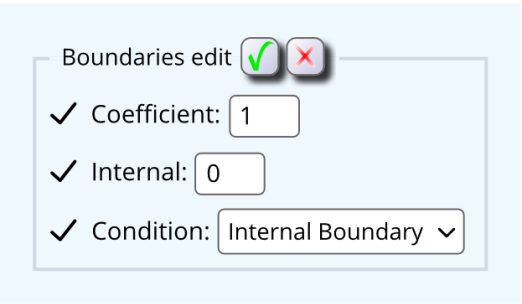 Boundaries edit
Coefficient: 1
Internal: 0
Condition: Internal Boundary